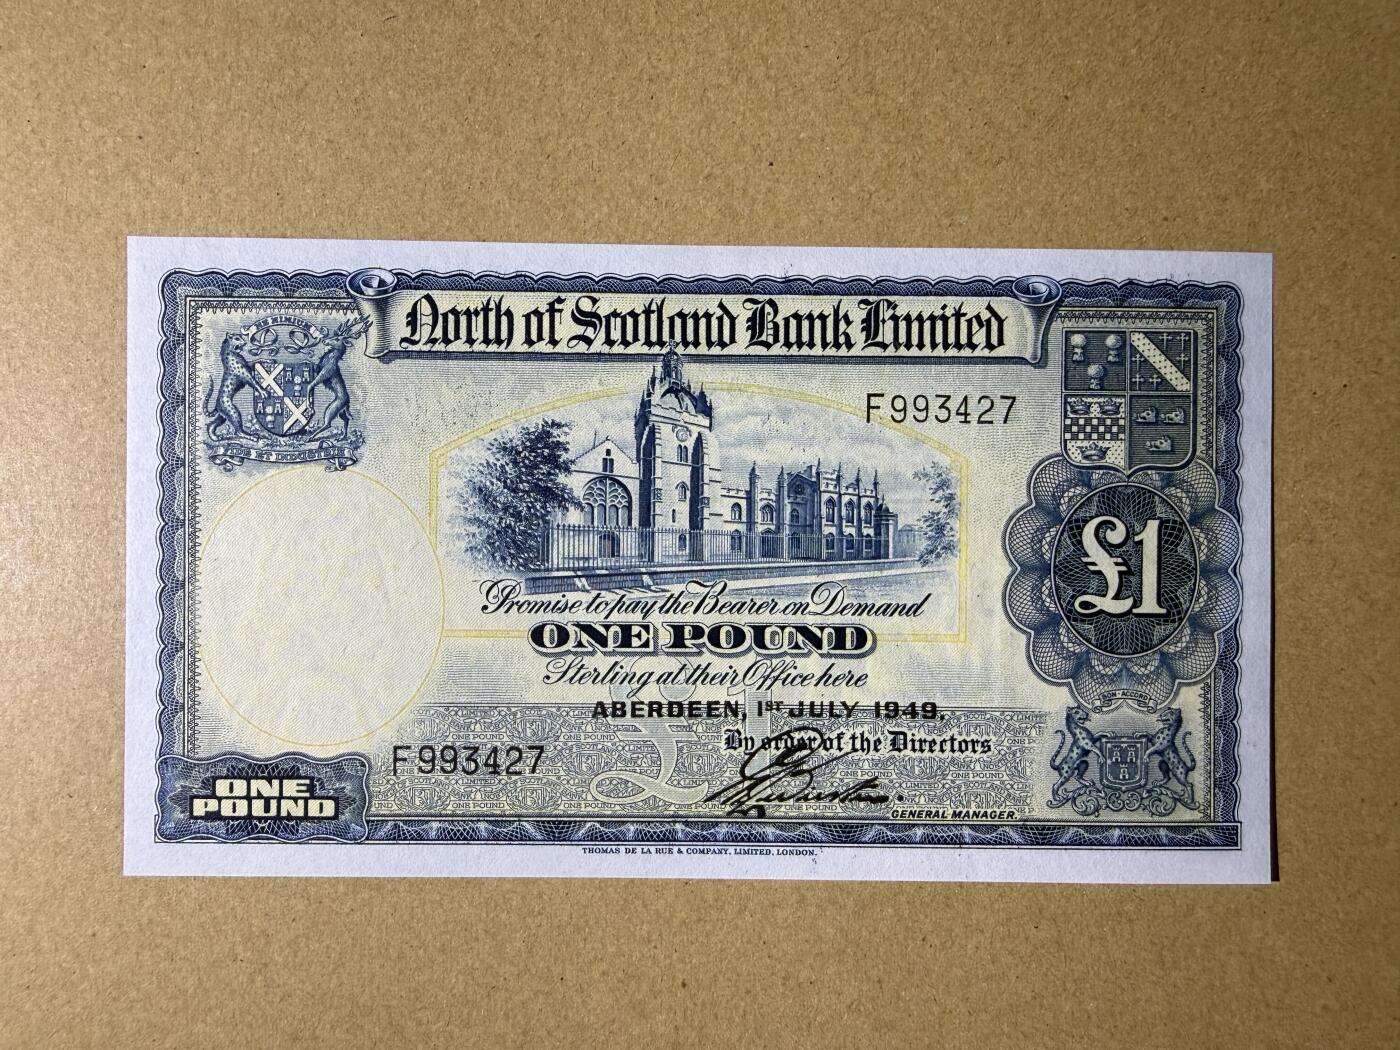 North of Scotland Bank Limited
F993427
£1
Promise to pay the Bearer on Demand
ONE POUND
Sterling at their Office here
ABERDEEN, 1ST JULY 1949.
By order of the Directors
F993427
GENERAL MANAGER.
ONE
POUND
BON·ACCORD
THOMAS DE LA RUE & COMPANY, LIMITED, LONDON.